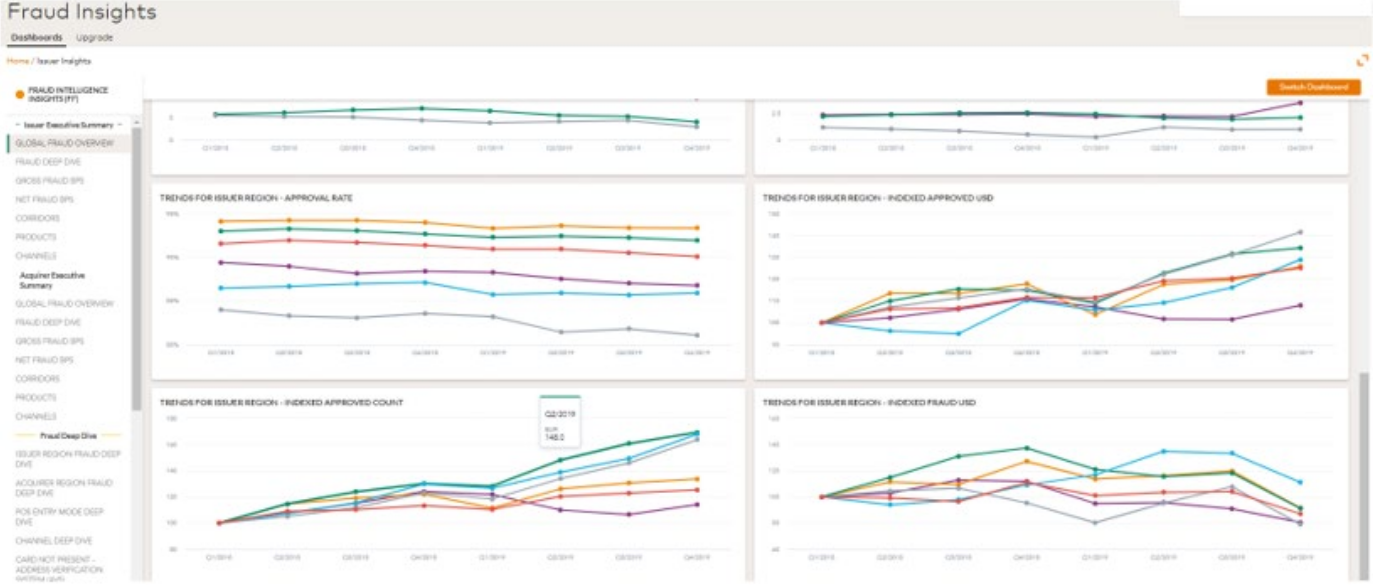 Fraud Insights
Dashboards Upgrade
Home / Issuer Insights
FRAUD INTELLIGENCE
Switch Dashboard
Issuer Executive Summary
GLOBAL FRAUD OVERVIEW
FRAUD DEEP DIVE
GROSS FRAUD BPS
NET FRAUD BPS
CORRIDORS
PRODUCTS
CHANNELS
Acquirer Executive
Summary
GLOBAL FRAUD OVERVIEW
FRAUD DEEP DIVE
GROSS FRAUD BPS
NET FRAUD BPS
CORRIDORS
PRODUCTS
CHANNELS
Fraud Deep Dive
ISSUER REGION FRAUD DEEP
DIVE
ACQUIRER REGION FRAUD
DEEP DIVE
POS ENTRY MODE DEEP
DIVE
CHANNEL DEEP DIVE
CARD NOT PRESENT -
ADDRESS VERIFICATION
Q1/2018 Q2/2018 Q3/2018 Q4/2018 Q1/2019 Q2/2019 Q3/2019 Q4/2019
Q1/2018 Q2/2018 Q3/2018 Q4/2018 Q1/2019 Q2/2019 Q3/2019 Q4/2019
TRENDS FOR ISSUER REGION - APPROVAL RATE
Q1/2018 Q2/2018 Q3/2018 Q4/2018 Q1/2019 Q2/2019 Q3/2019 Q4/2019
TRENDS FOR ISSUER REGION - INDEXED APPROVED USD
Q1/2018 Q2/2018 Q3/2018 Q4/2018 Q1/2019 Q2/2019 Q3/2019 Q4/2019
TRENDS FOR ISSUER REGION - INDEXED APPROVED COUNT
Q2/2019
EUR
148.0
Q1/2018 Q2/2018 Q3/2018 Q4/2018 Q1/2019 Q2/2019 Q3/2019 Q4/2019
TRENDS FOR ISSUER REGION - INDEXED FRAUD USD
Q1/2018 Q2/2018 Q3/2018 Q4/2018 Q1/2019 Q2/2019 Q3/2019 Q4/2019